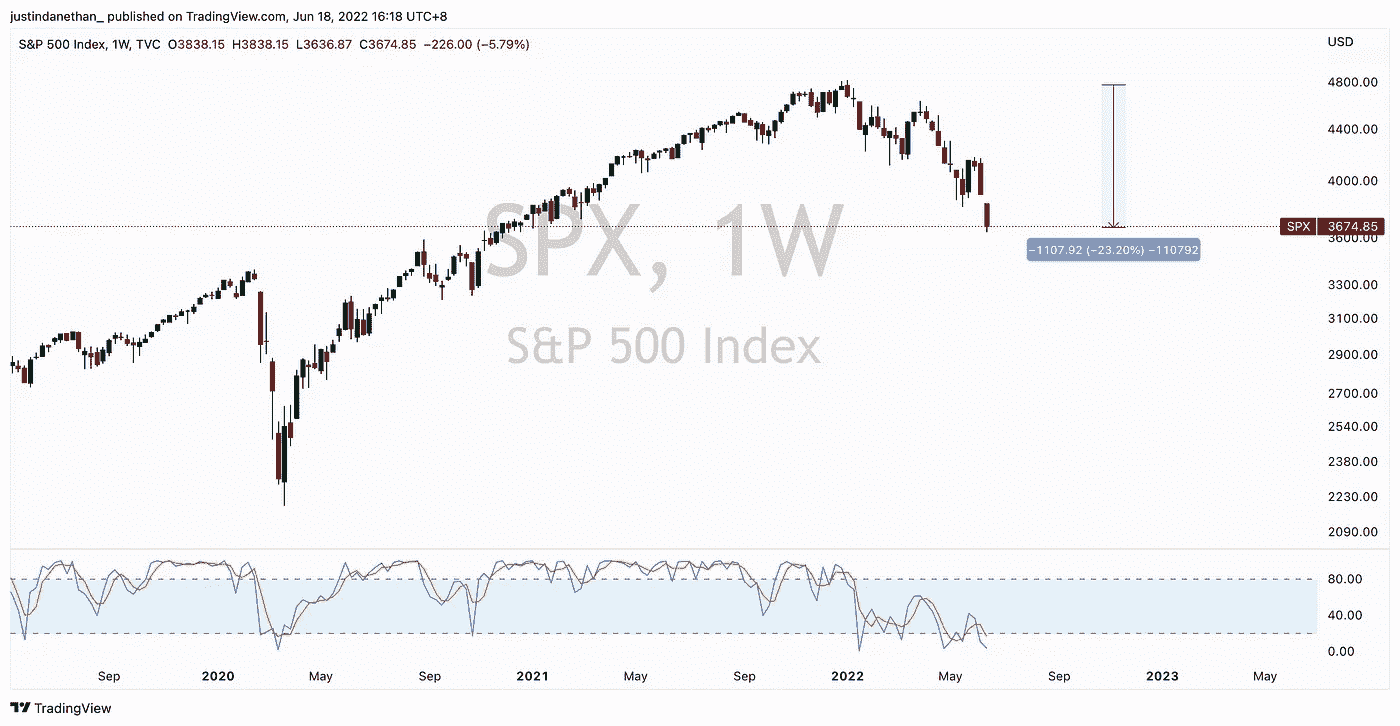 justindanethan_ published on TradingView.com, Jun 18, 2022 16:18 UTC+8
S&P 500 Index, 1W, TVC O3838.15 H3838.15 L3636.87 C3674.85 −226.00 (−5.79%)
USD
4800.00
4400.00
4000.00
SPX 3674.85
3600.00
−1107.92 (−23.20%) −110792
SPX, 1W
S&P 500 Index
3300.00
3100.00
2900.00
2700.00
2540.00
2380.00
2230.00
2090.00
80.00
40.00
0.00
Sep 2020 May Sep 2021 May Sep 2022 May Sep 2023 May
TradingView